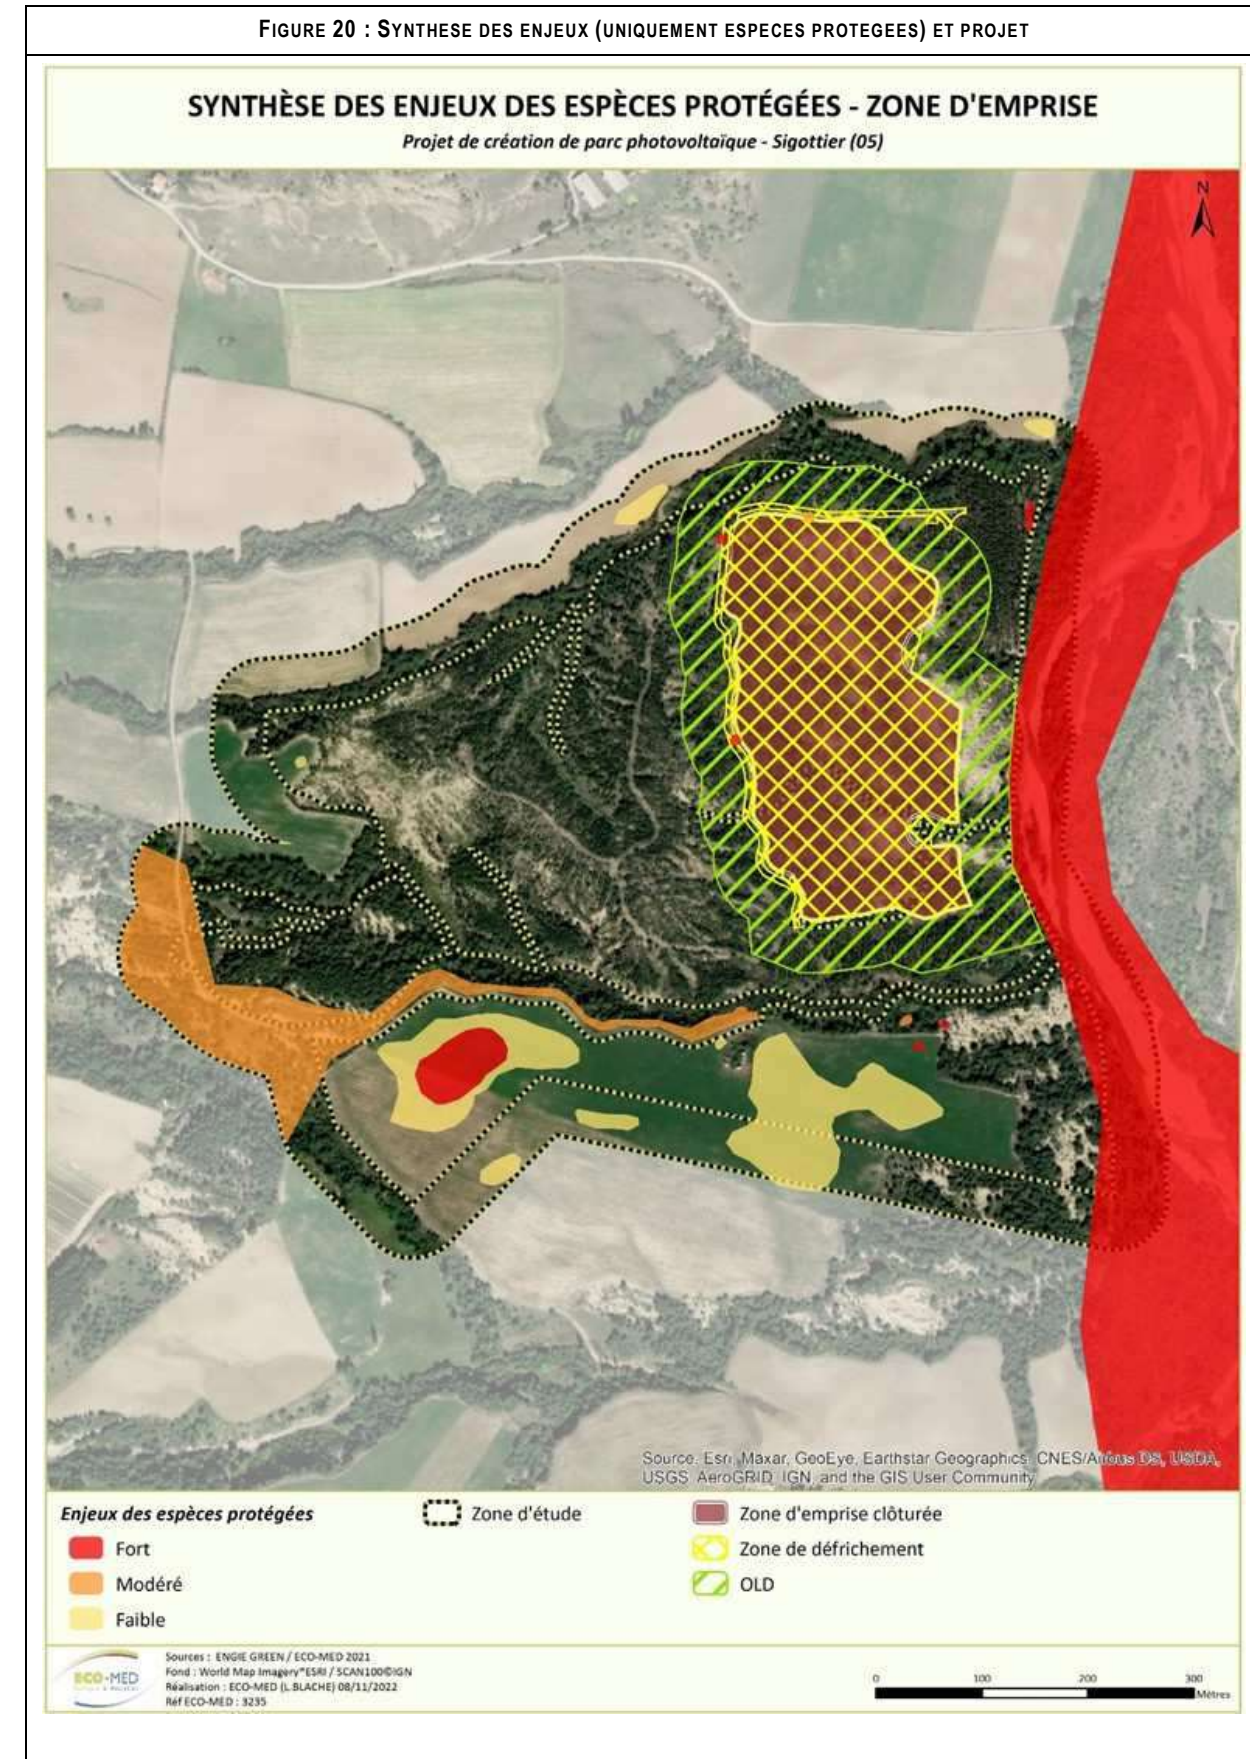 FIGURE 20 : SYNTHESE DES ENJEUX (UNIQUEMENT ESPECES PROTEGEES) ET PROJET
SYNTHÈSE DES ENJEUX DES ESPÈCES PROTÉGÉES - ZONE D'EMPRISE
Projet de création de parc photovoltaïque - Sigottier (05)
N
Source: Esri, Maxar, GeoEye, Earthstar Geographics, CNES/Airbus DS, USDA,
USGS, AeroGRID, IGN, and the GIS User Community
Enjeux des espèces protégées
Fort
Modéré
Faible
Zone d'étude
Zone d'emprise clôturée
Zone de défrichement
OLD
ECO-MED
Sources : ENGIE GREEN / ECO-MED 2021
Fond : World Map Imagery"ESRI / SCAN100©IGN
Réalisation : ECO-MED (L.BLACHE) 08/11/2022
Réf ECO-MED : 3235
0 100 200 300
Mètres